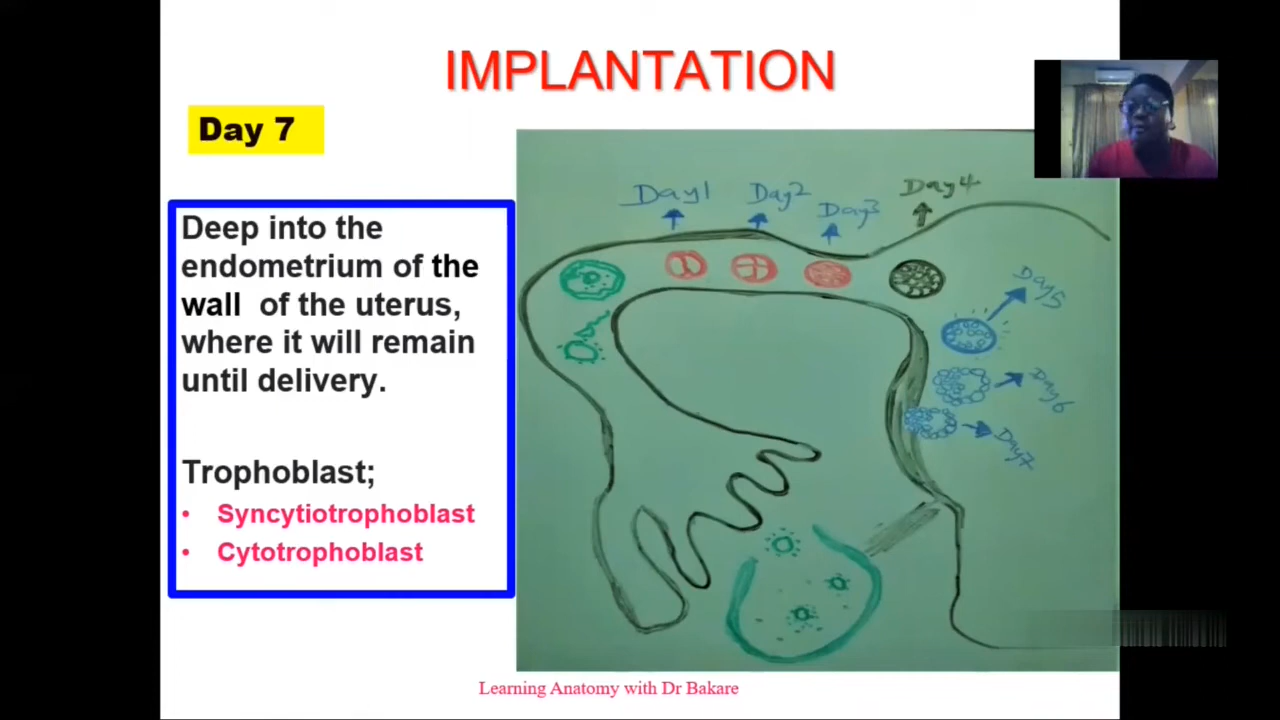 IMPLANTATION
Day 7
Deep into the
endometrium of the
wall of the uterus,
where it will remain
until delivery.
Trophoblast;
• Syncytiotrophoblast
• Cytotrophoblast
Day1
Day2
Day3
Day4
Day5
Day6
Day7
Learning Anatomy with Dr Bakare